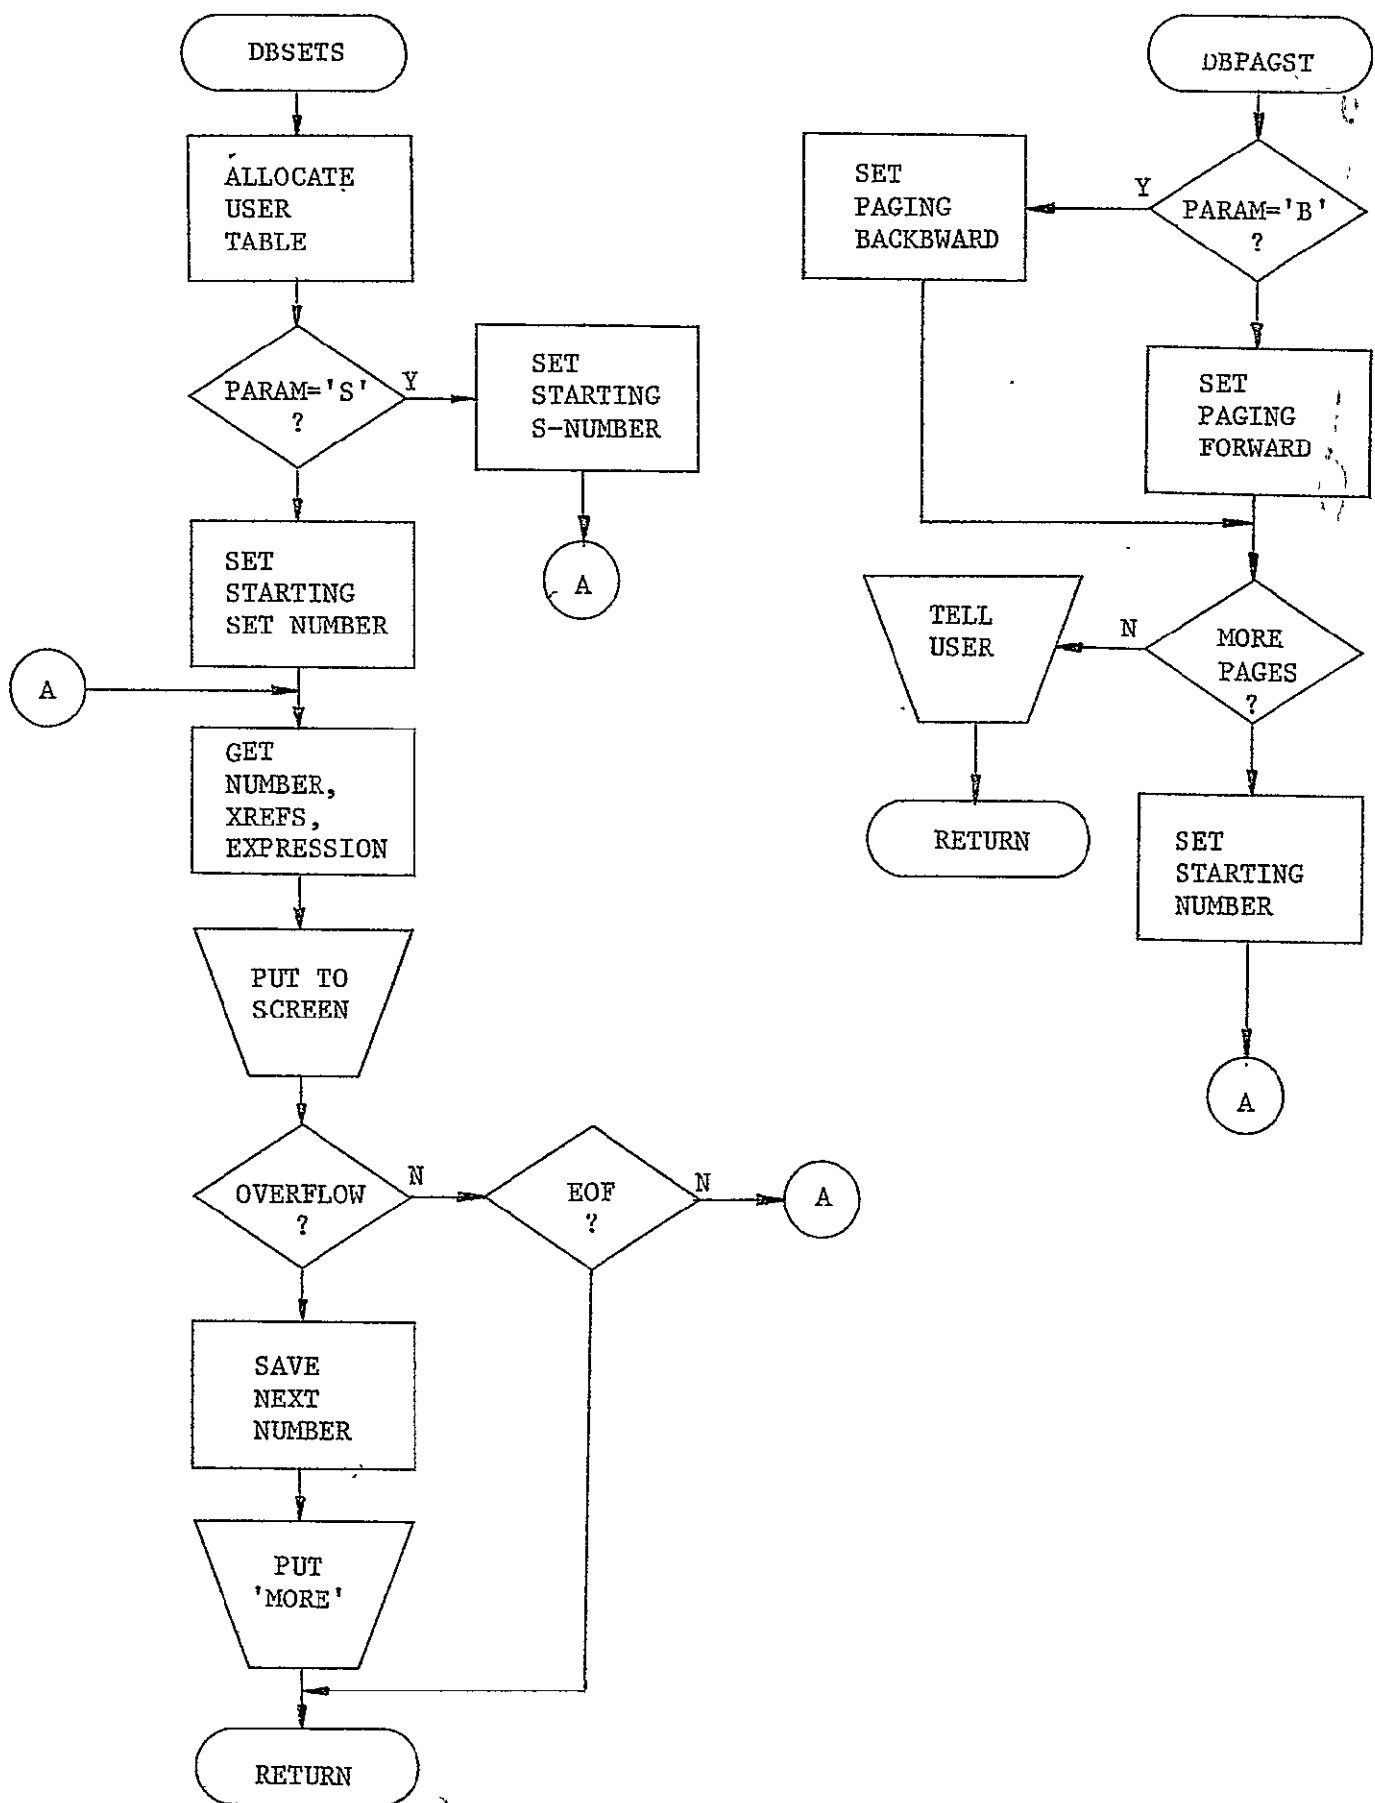 DBSETS
ALLOCATE
USER
TABLE
PARAM='S'
?
Y
SET
STARTING
S-NUMBER
A
SET
STARTING
SET NUMBER
A
GET
NUMBER,
XREFS,
EXPRESSION
PUT TO
SCREEN
OVERFLOW
?
N
EOF
?
N
A
SAVE
NEXT
NUMBER
PUT
'MORE'
RETURN
DBPAGST
PARAM='B'
?
Y
SET
PAGING
BACKBWARD
SET
PAGING
FORWARD
MORE
PAGES
?
N
TELL
USER
RETURN
SET
STARTING
NUMBER
A